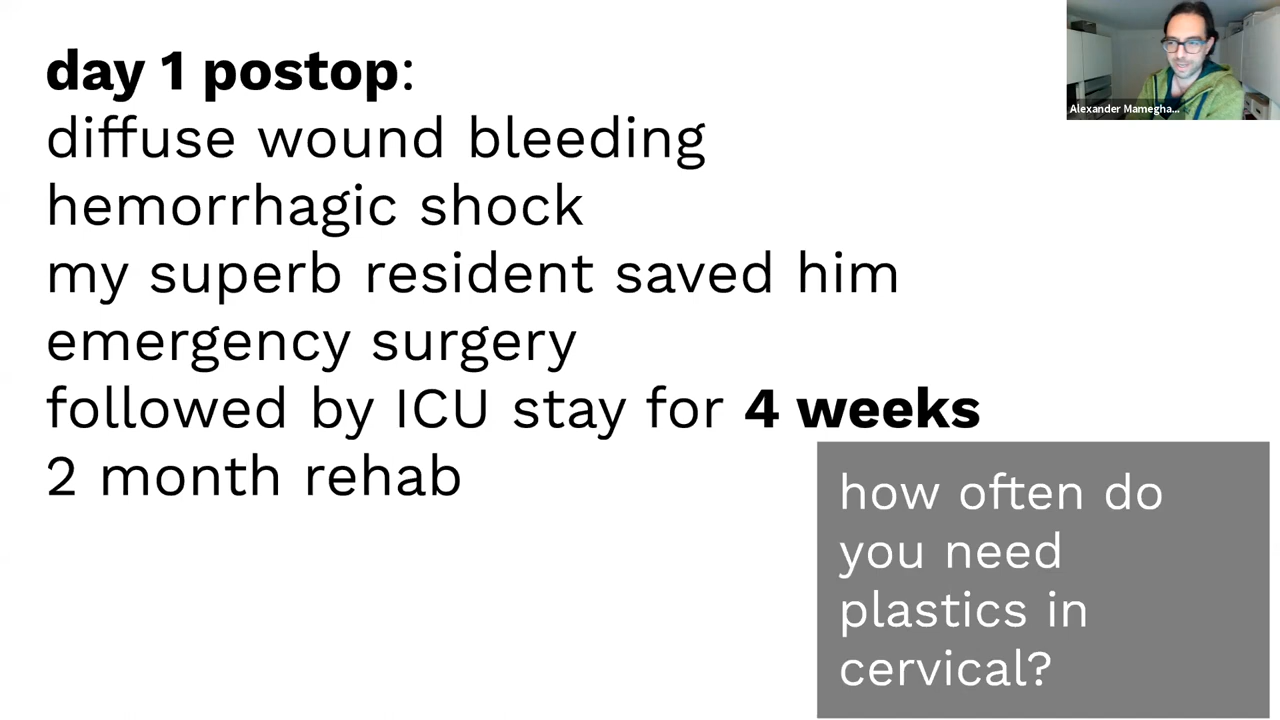 day 1 postop:
diffuse wound bleeding
hemorrhagic shock
my superb resident saved him
emergency surgery
followed by ICU stay for 4 weeks
2 month rehab
how often do
you need
plastics in
cervical?
Alexander Mamegha...